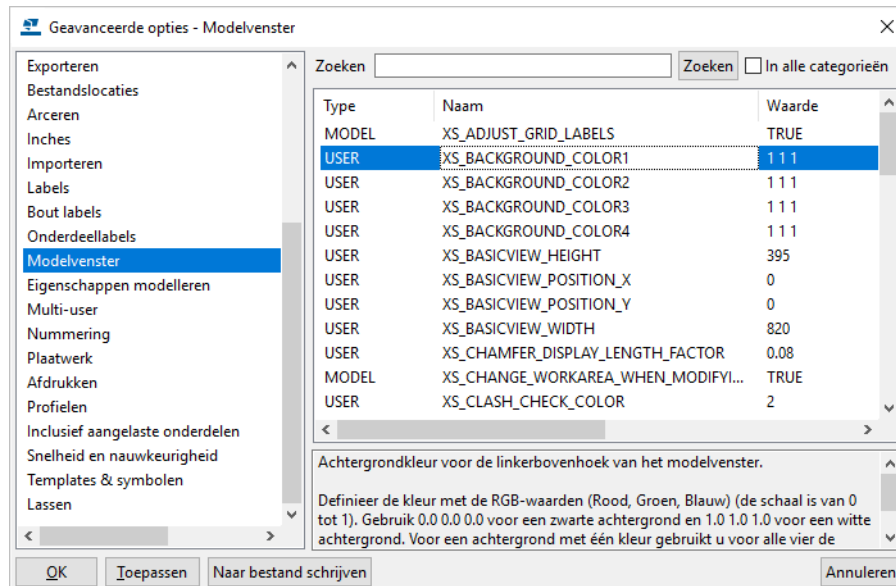 Geavanceerde opties - Modelvenster
Exporteren
Bestandslocaties
Arceren
Inches
Importeren
Labels
Bout labels
Onderdeellabels
Modelvenster
Eigenschappen modelleren
Multi-user
Nummering
Plaatwerk
Afdrukken
Profielen
Inclusief aangelaste onderdelen
Snelheid en nauwkeurigheid
Templates & symbolen
Lassen
Zoeken Zoeken In alle categorieën
Type Naam Waarde
MODEL XS_ADJUST_GRID_LABELS TRUE
USER XS_BACKGROUND_COLOR1 1 1 1
USER XS_BACKGROUND_COLOR2 1 1 1
USER XS_BACKGROUND_COLOR3 1 1 1
USER XS_BACKGROUND_COLOR4 1 1 1
USER XS_BASICVIEW_HEIGHT 395
USER XS_BASICVIEW_POSITION_X 0
USER XS_BASICVIEW_POSITION_Y 0
USER XS_BASICVIEW_WIDTH 820
USER XS_CHAMFER_DISPLAY_LENGTH_FACTOR 0.08
MODEL XS_CHANGE_WORKAREA_WHEN_MODIFYI... TRUE
USER XS_CLASH_CHECK_COLOR 2
Achtergrondkleur voor de linkerbovenhoek van het modelvenster.
Definieer de kleur met de RGB-waarden (Rood, Groen, Blauw) (de schaal is van 0
tot 1). Gebruik 0.0 0.0 0.0 voor een zwarte achtergrond en 1.0 1.0 1.0 voor een witte
achtergrond. Voor een achtergrond met één kleur gebruikt u voor alle vier de
OK Toepassen Naar bestand schrijven Annuleren